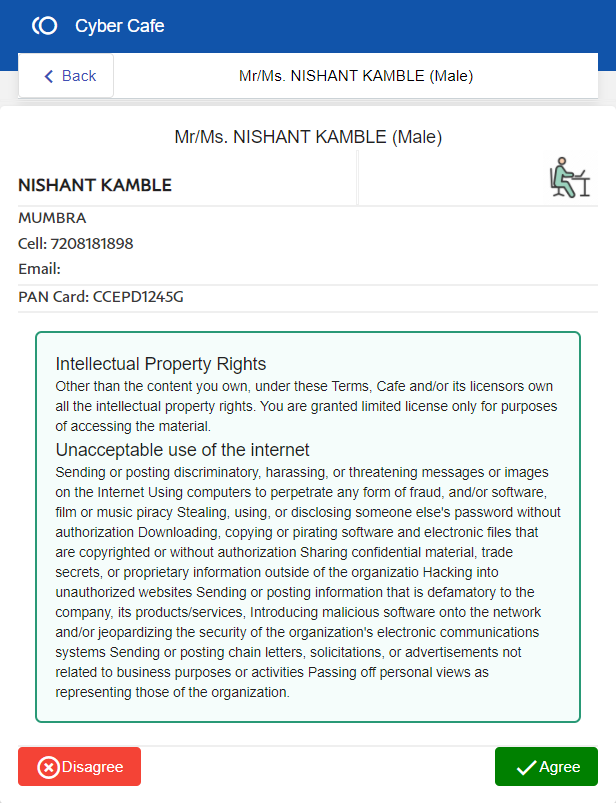 Cyber Cafe
Back
Mr/Ms. NISHANT KAMBLE (Male)
Mr/Ms. NISHANT KAMBLE (Male)
NISHANT KAMBLE
MUMBRA
Cell: 7208181898
Email:
PAN Card: CCEPD1245G
Intellectual Property Rights
Other than the content you own, under these Terms, Cafe and/or its licensors own
all the intellectual property rights. You are granted limited license only for purposes
of accessing the material.
Unacceptable use of the internet
Sending or posting discriminatory, harassing, or threatening messages or images
on the Internet Using computers to perpetrate any form of fraud, and/or software,
film or music piracy Stealing, using, or disclosing someone else's password without
authorization Downloading, copying or pirating software and electronic files that
are copyrighted or without authorization Sharing confidential material, trade
secrets, or proprietary information outside of the organizatio Hacking into
unauthorized websites Sending or posting information that is defamatory to the
company, its products/services, Introducing malicious software onto the network
and/or jeopardizing the security of the organization's electronic communications
systems Sending or posting chain letters, solicitations, or advertisements not
related to business purposes or activities Passing off personal views as
representing those of the organization.
Disagree
Agree